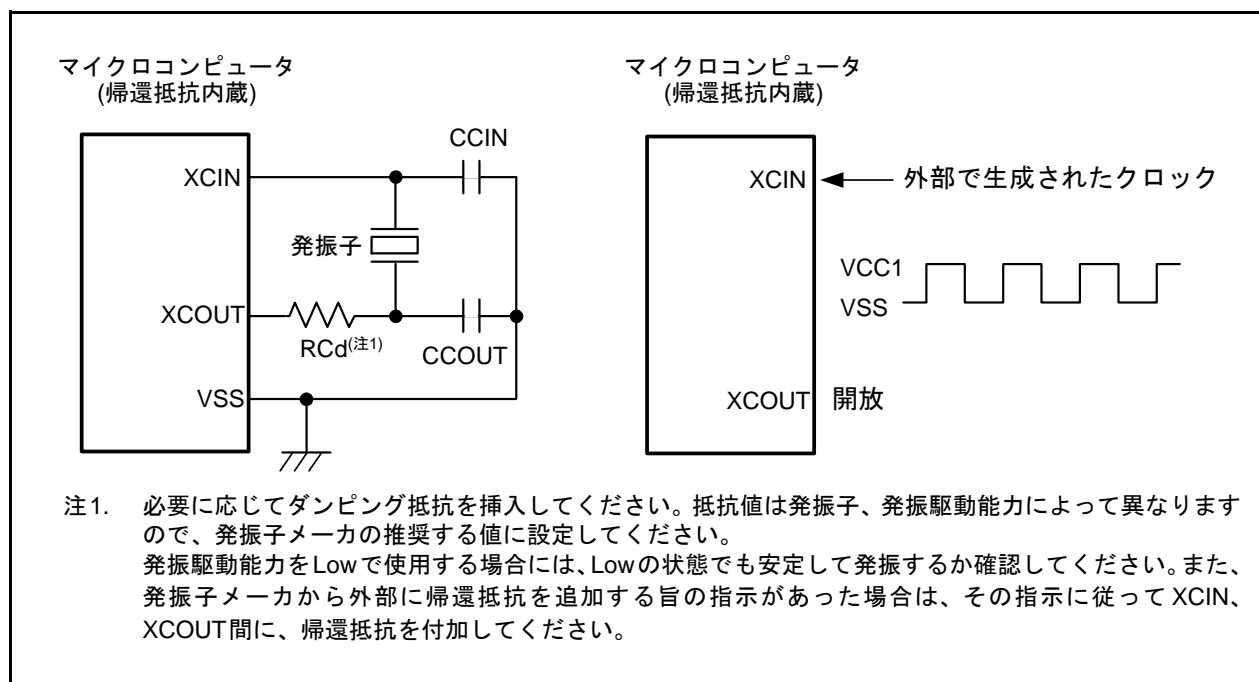 マイクロコンピュータ
(帰還抵抗内蔵)
CCIN
XCIN
発振子
XCOUT
RCd(注1)
CCOUT
VSS
マイクロコンピュータ
(帰還抵抗内蔵)
XCIN
外部で生成されたクロック
VCC1
VSS
XCOUT
開放
注1. 必要に応じてダンピング抵抗を挿入してください。抵抗値は発振子、発振駆動能力によって異なります
ので、発振子メーカの推奨する値に設定してください。
発振駆動能力をLowで使用する場合には、Lowの状態でも安定して発振するか確認してください。また、
発振子メーカから外部に帰還抵抗を追加する旨の指示があった場合は、その指示に従ってXCIN、
XCOUT間に、帰還抵抗を付加してください。